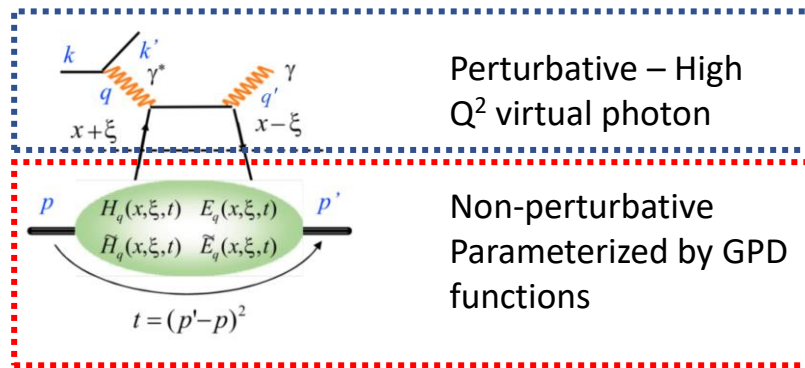 k
k'
γ*
γ
q
q'
x+ξ
x−ξ
Perturbative – High
Q² virtual photon
p
p'
H_q(x,ξ,t) E_q(x,ξ,t)
H̃_q(x,ξ,t) Ẽ_q(x,ξ,t)
t=(p'-p)²
Non-perturbative
Parameterized by GPD
functions